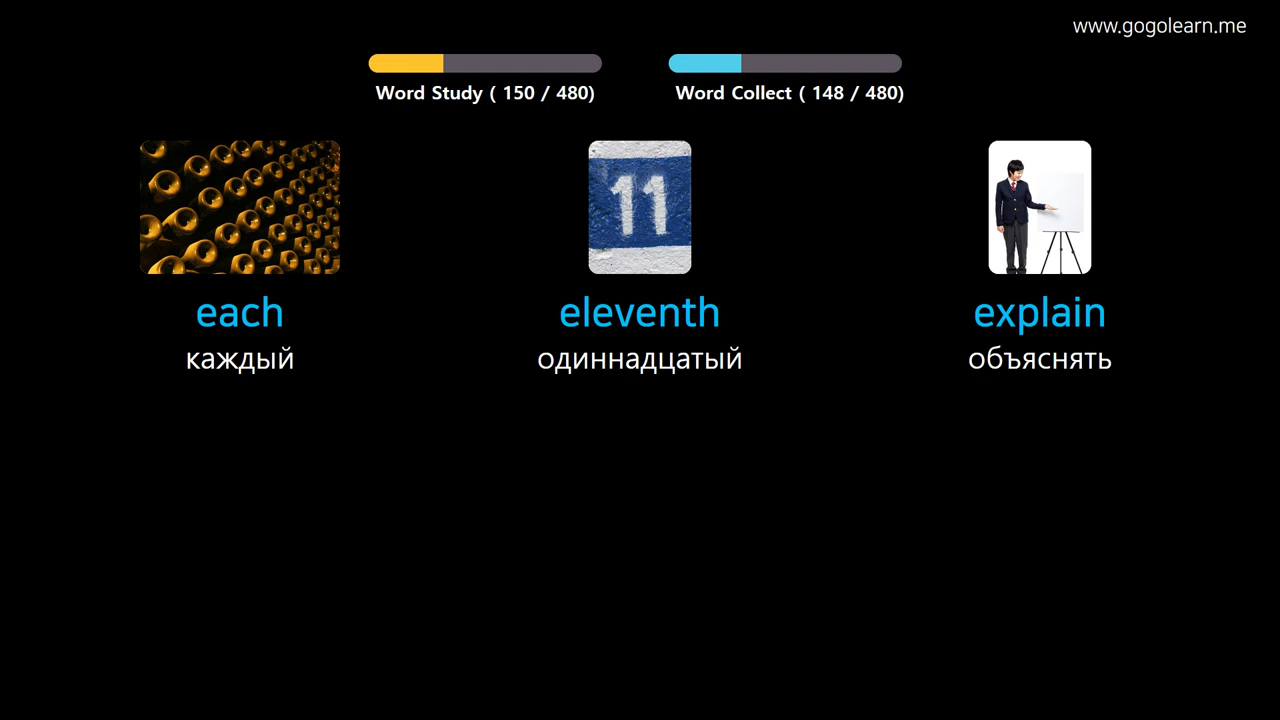 www.gogolearn.me
Word Study ( 150 / 480)
Word Collect ( 148 / 480)
11
each
eleventh
explain
каждый
одиннадцатый
объяснять